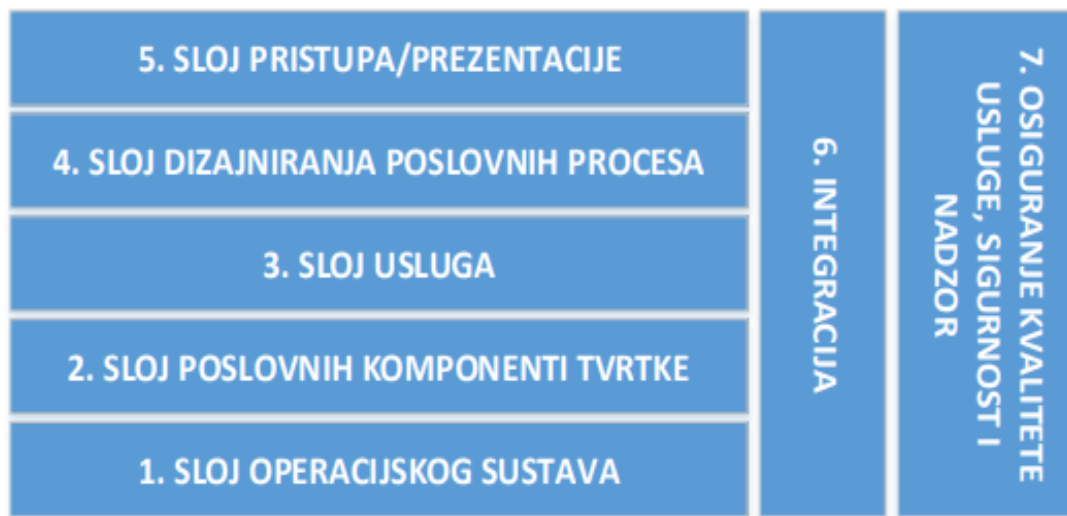 5. SLOJ PRISTUPA/PREZENTACIJE
4. SLOJ DIZAJNIRANJA POSLOVNIH PROCESA
3. SLOJ USLUGA
2. SLOJ POSLOVNIH KOMPONENTI TVRTKE
1. SLOJ OPERACIJSKOG SUSTAVA
6. INTEGRACIJA
7. OSIGURANJE KVALITETE
USLUGE, SIGURNOST I
NADZOR